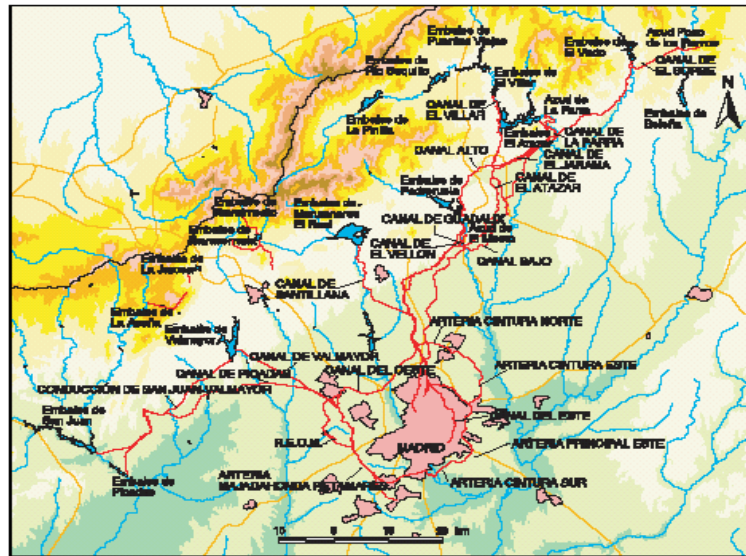 Embalse de
Puentes Viejas
Embalse de
Rio Sequillo
Embalse de
El Vado
Azud Pozo
de los Ramos
CANAL DE
EL SORBE
Embalse de
El Villar
N
CANAL DE
EL VILLAR
Azud de
La Parra
Embalse de
La Pinilla
Embalse de
El Atazar
Embalse de
Beleña
CANAL DE
LA PARRA
CANAL ALTO
CANAL DE
EL JARAMA
CANAL DE
EL ATAZAR
Embalse de
Pedrezuela
Embalse de
Navacerrada
Embalse de
Manzanares
El Real
CANAL DE GUADALIX
Azud de
El Mesto
Embalse de
CANAL DE
EL VELLON
CANAL BAJO
Embalse de
La Jarosa
CANAL DE
SANTILLANA
Embalse de
La Aceña
Embalse de
Valmayor
ARTERIA CINTURA NORTE
CANAL DE VALMAYOR
CANAL DE PICADAS
CANAL DEL OESTE
ARTERIA CINTURA ESTE
CONDUCCIÓN DE SAN JUAN-VALMAYOR
Embalse de
San Juan
CANAL DEL ESTE
MADRID
ARTERIA PRINCIPAL ESTE
Embalse de
Picadas
ARTERIA
MAJADAHONDA RETAMARES
ARTERIA CINTURA SUR
10 0 10 20 km